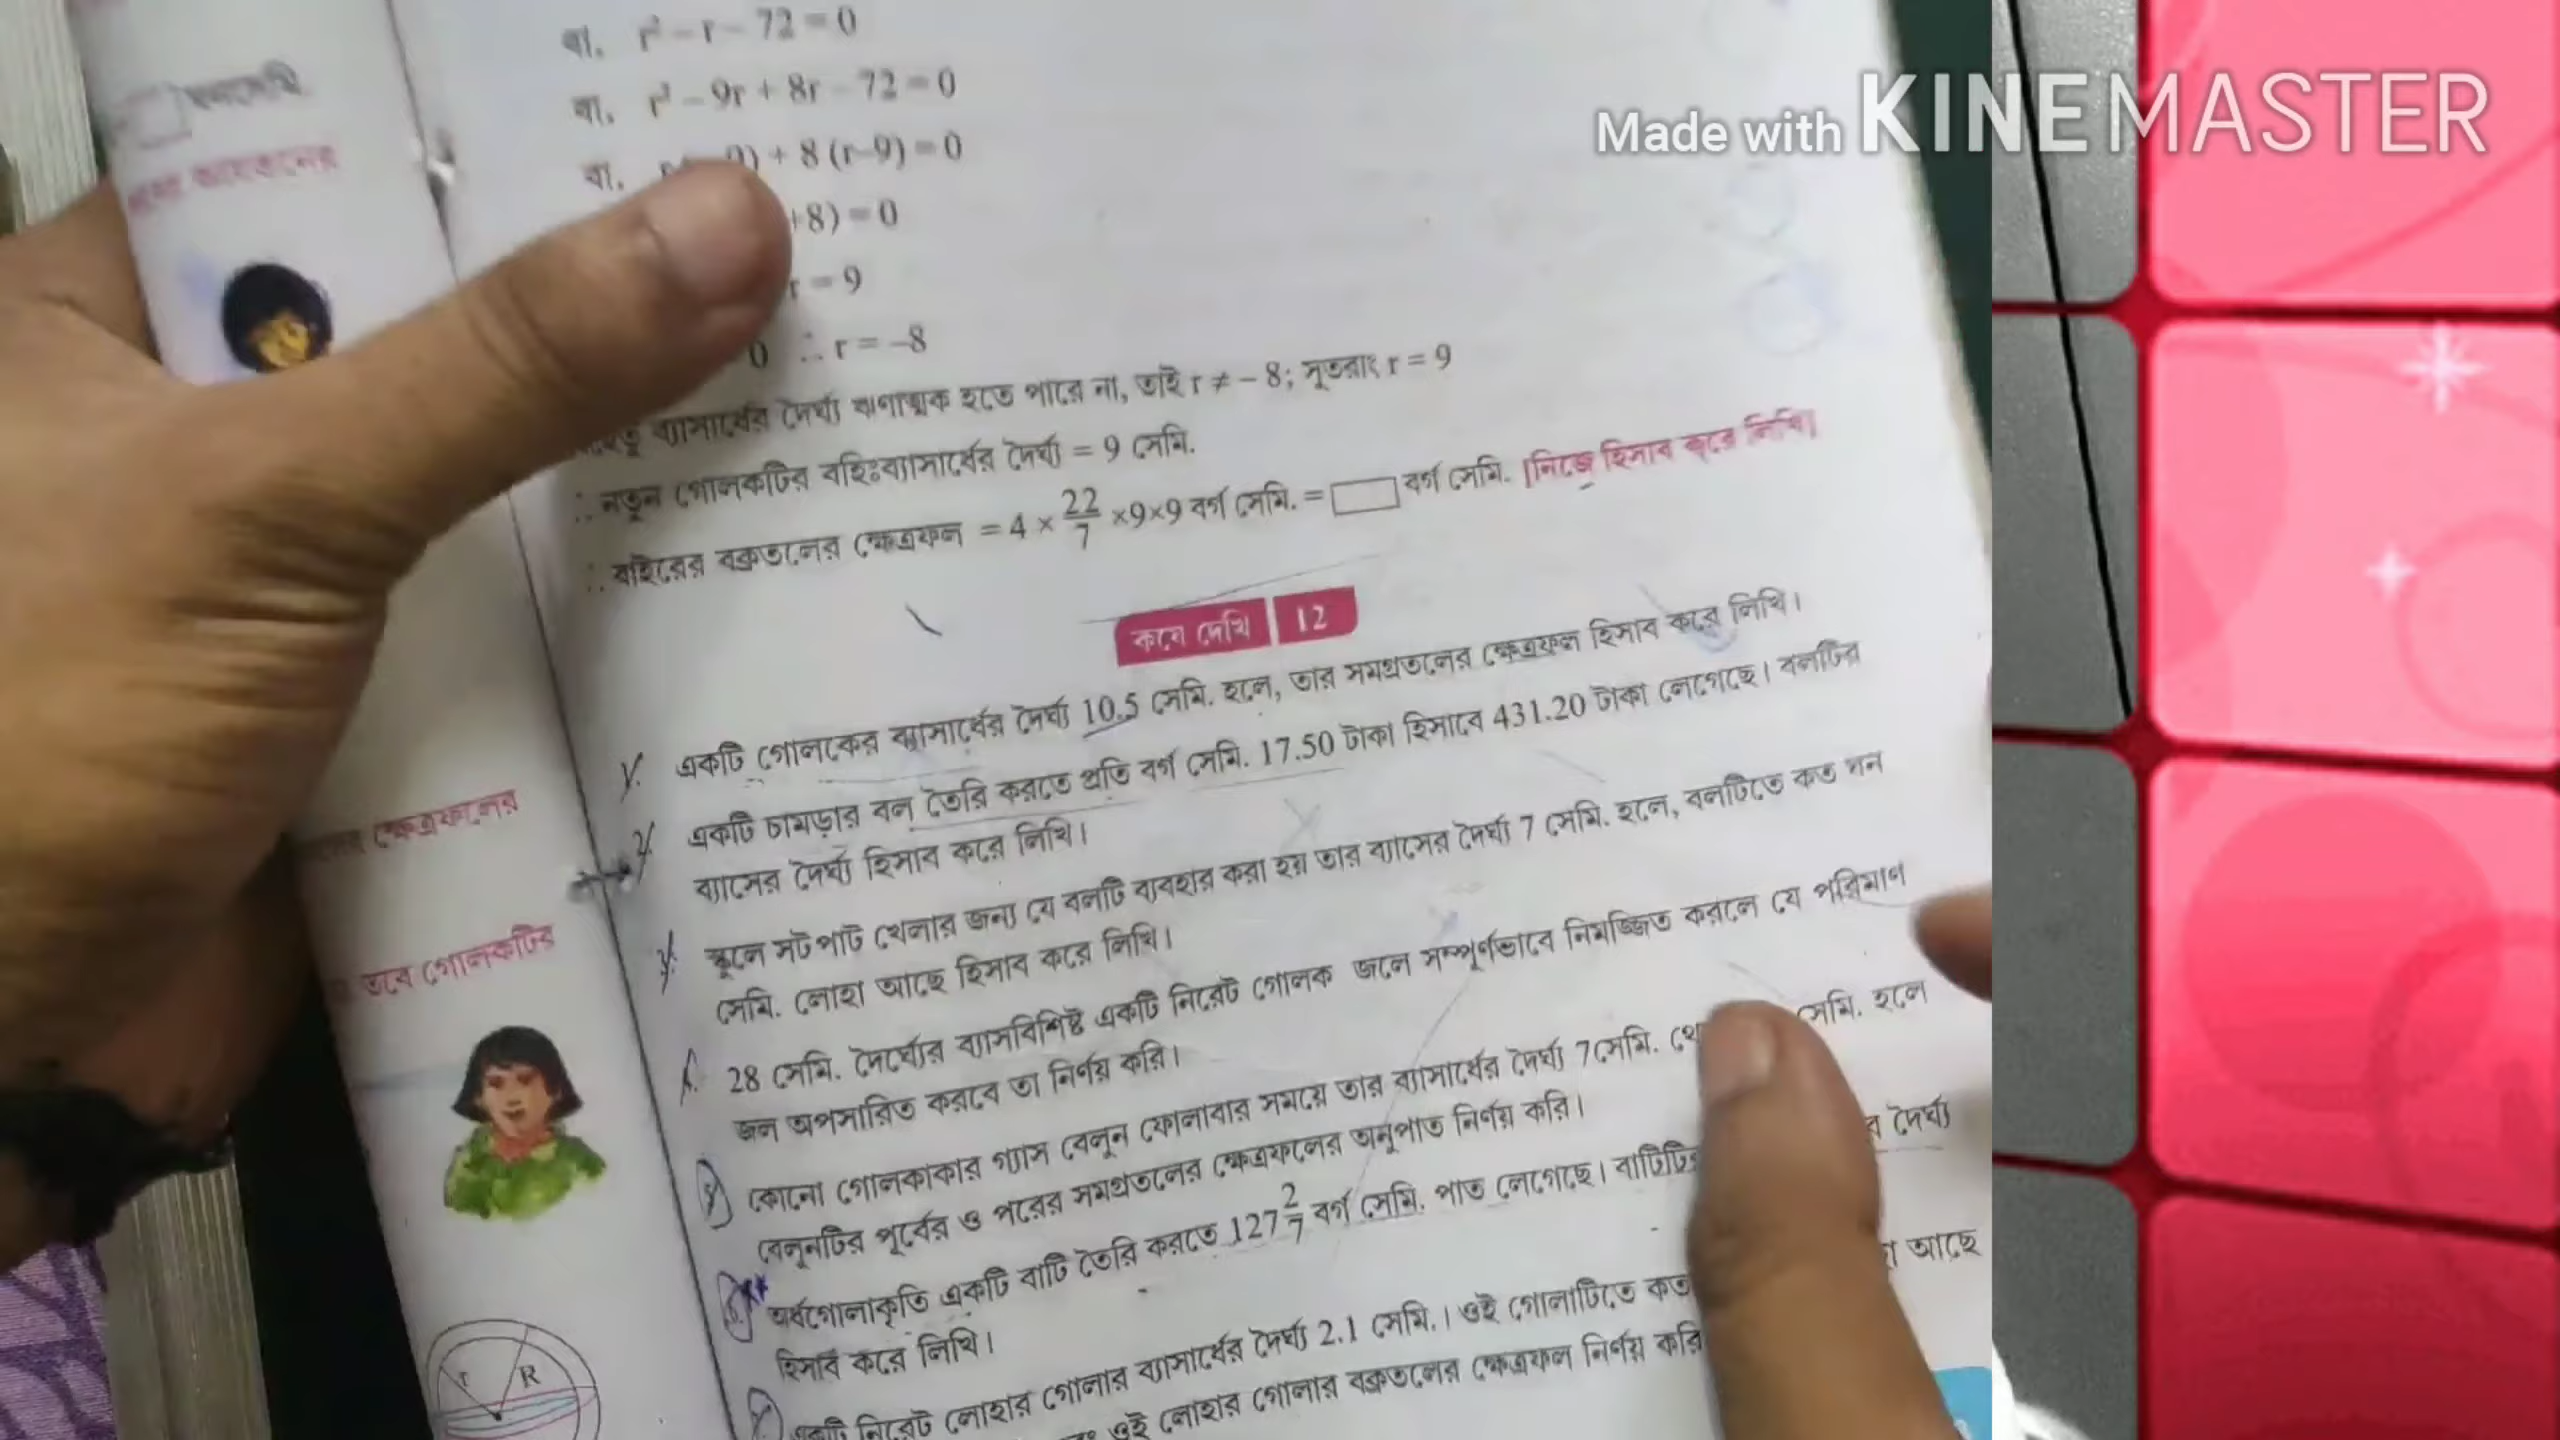 Made with KINEMASTER
বা, r² – r – 72 = 0
বা, r² – 9r + 8r – 72 = 0
বা, + 8 (r–9) = 0
+8) = 0
r = 9
0 ∴ r = –8
ব্যাসার্ধের দৈর্ঘ্য ঋণাত্মক হতে পারে না, তাই r ≠ – 8; সুতরাং r = 9
∴ নতুন গোলকটির বহিঃব্যাসার্ধের দৈর্ঘ্য = 9 সেমি.
∴ বাইরের বক্রতলের ক্ষেত্রফল = 4 × 22/7 ×9×9 বর্গ সেমি. = বর্গ সেমি. [নিজে হিসাব করে লিখি]
কষে দেখি 12
1. একটি গোলকের ব্যাসার্ধের দৈর্ঘ্য 10.5 সেমি. হলে, তার সমগ্রতলের ক্ষেত্রফল হিসাব করে লিখি।
2. একটি চামড়ার বল তৈরি করতে প্রতি বর্গ সেমি. 17.50 টাকা হিসাবে 431.20 টাকা লেগেছে। বলটির
ব্যাসের দৈর্ঘ্য হিসাব করে লিখি।
3. স্কুলে সটপাট খেলার জন্য যে বলটি ব্যবহার করা হয় তার ব্যাসের দৈর্ঘ্য 7 সেমি. হলে, বলটিতে কত ঘন
সেমি. লোহা আছে হিসাব করে লিখি।
28 সেমি. দৈর্ঘ্যের ব্যাসবিশিষ্ট একটি নিরেট গোলক জলে সম্পূর্ণভাবে নিমজ্জিত করলে যে পরিমাণ
জল অপসারিত করবে তা নির্ণয় করি।
কোনো গোলকাকার গ্যাস বেলুন ফোলাবার সময়ে তার ব্যাসার্ধের দৈর্ঘ্য 7সেমি. সেমি. হলে
বেলুনটির পূর্বের ও পরের সমগ্রতলের ক্ষেত্রফলের অনুপাত নির্ণয় করি।
অর্ধগোলাকৃতি একটি বাটি তৈরি করতে 127 2/7 বর্গ সেমি. পাত লেগেছে। দৈর্ঘ্য
হিসাব করে লিখি।
একটি নিরেট লোহার গোলার ব্যাসার্ধের দৈর্ঘ্য 2.1 সেমি.। ওই গোলাটিতে কত আছে
ওই লোহার গোলার বক্রতলের ক্ষেত্রফল নির্ণয় করি
ক্ষেত্রফলের
তবে গোলকটির
r R